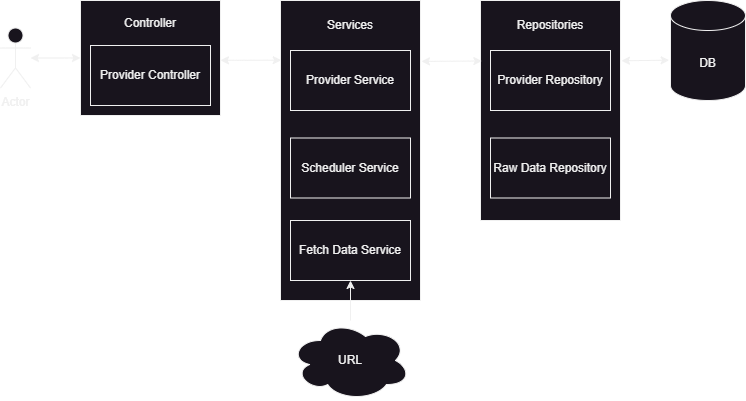 Controller
Provider Controller
Actor
Services
Provider Service
Scheduler Service
Fetch Data Service
URL
Repositories
Provider Repository
Raw Data Repository
DB